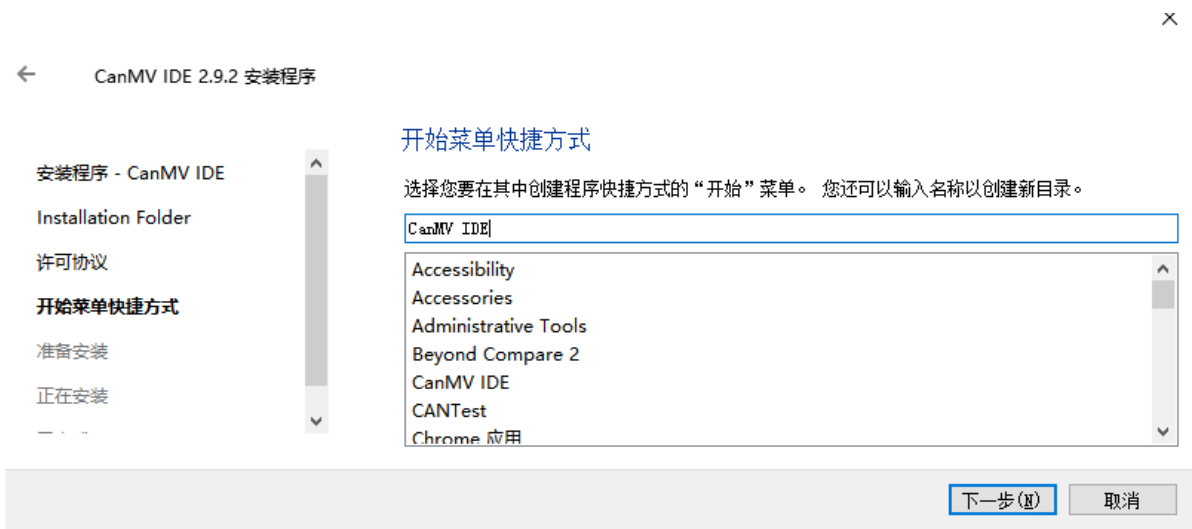 CanMV IDE 2.9.2 安装程序
安装程序 - CanMV IDE
Installation Folder
许可协议
开始菜单快捷方式
准备安装
正在安装
开始菜单快捷方式
选择您要在其中创建程序快捷方式的“开始”菜单。 您还可以输入名称以创建新目录。
CanMV IDE
Accessibility
Accessories
Administrative Tools
Beyond Compare 2
CanMV IDE
CANTest
Chrome 应用
下一步(N)
取消